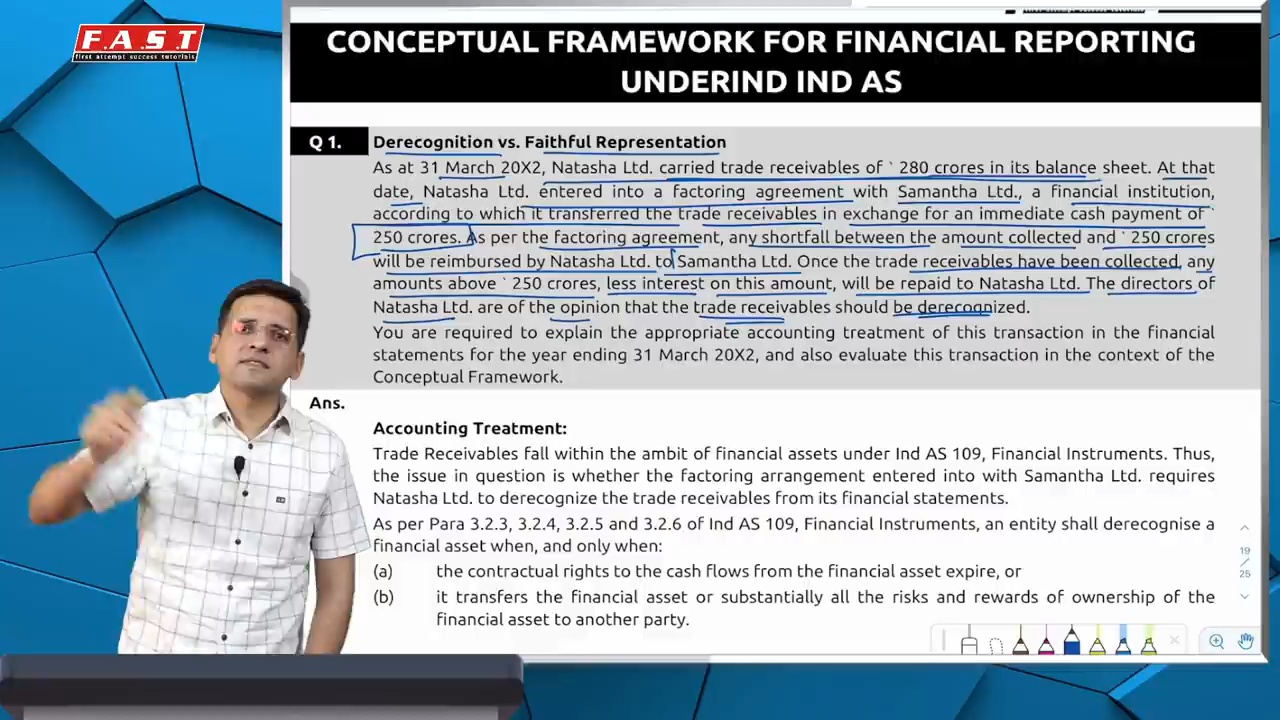 F.A.S.T
first attempt success tutorials
CONCEPTUAL FRAMEWORK FOR FINANCIAL REPORTING
UNDERIND IND AS
Q 1. Derecognition vs. Faithful Representation
As at 31 March 20X2, Natasha Ltd. carried trade receivables of ` 280 crores in its balance sheet. At that
date, Natasha Ltd. entered into a factoring agreement with Samantha Ltd., a financial institution,
according to which it transferred the trade receivables in exchange for an immediate cash payment of `
250 crores. As per the factoring agreement, any shortfall between the amount collected and ` 250 crores
will be reimbursed by Natasha Ltd. to Samantha Ltd. Once the trade receivables have been collected, any
amounts above ` 250 crores, less interest on this amount, will be repaid to Natasha Ltd. The directors of
Natasha Ltd. are of the opinion that the trade receivables should be derecognized.
You are required to explain the appropriate accounting treatment of this transaction in the financial
statements for the year ending 31 March 20X2, and also evaluate this transaction in the context of the
Conceptual Framework.
Ans.
Accounting Treatment:
Trade Receivables fall within the ambit of financial assets under Ind AS 109, Financial Instruments. Thus,
the issue in question is whether the factoring arrangement entered into with Samantha Ltd. requires
Natasha Ltd. to derecognize the trade receivables from its financial statements.
As per Para 3.2.3, 3.2.4, 3.2.5 and 3.2.6 of Ind AS 109, Financial Instruments, an entity shall derecognise a
financial asset when, and only when:
(a) the contractual rights to the cash flows from the financial asset expire, or
(b) it transfers the financial asset or substantially all the risks and rewards of ownership of the
financial asset to another party.
19
/
25